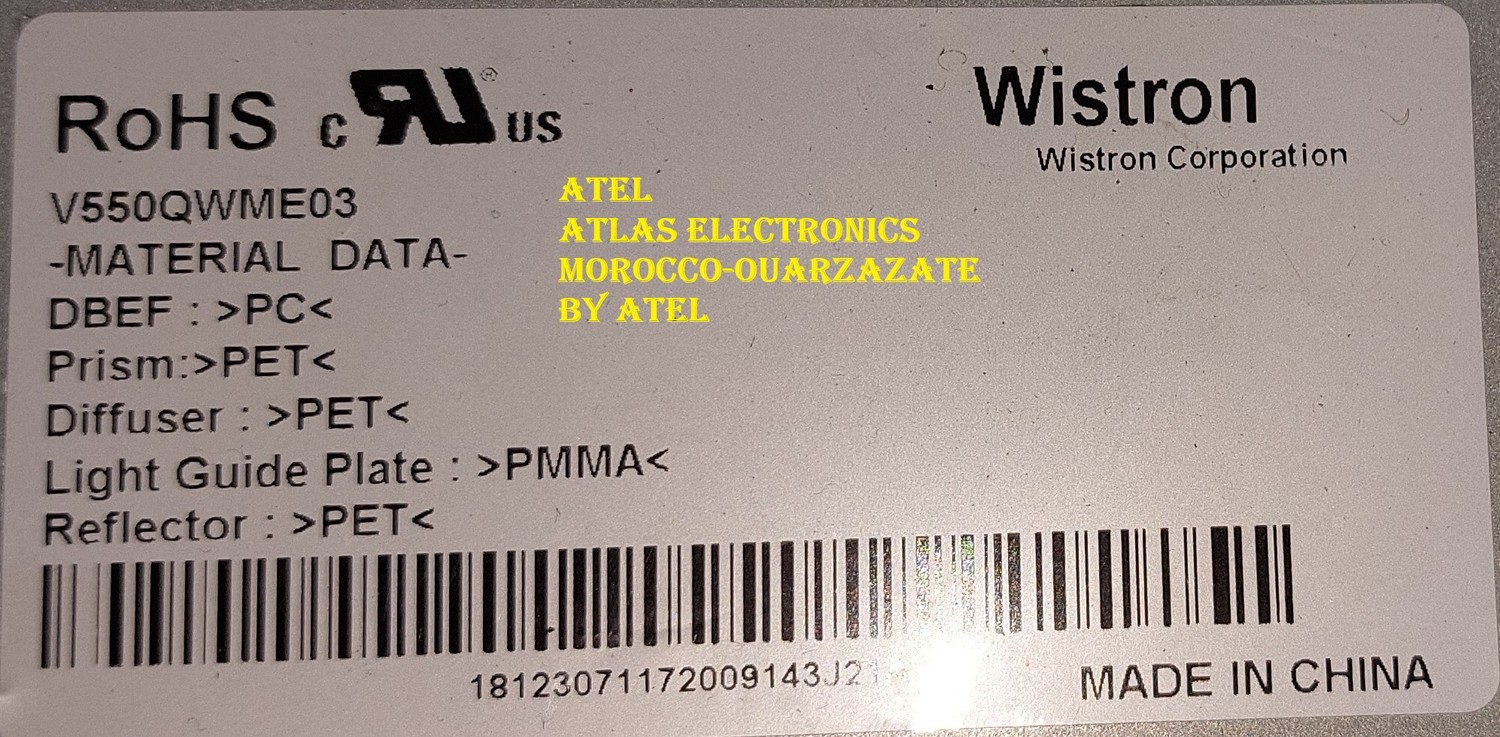 RoHS c RU ® US
Wistron
Wistron Corporation
V550QWME03
-MATERIAL DATA-
DBEF : >PC<
Prism:>PET<
Diffuser : >PET<
Light Guide Plate : >PMMA<
Reflector : >PET<
ATEL
ATLAS ELECTRONICS
MOROCCO-OUARZAZATE
BY ATEL
MADE IN CHINA